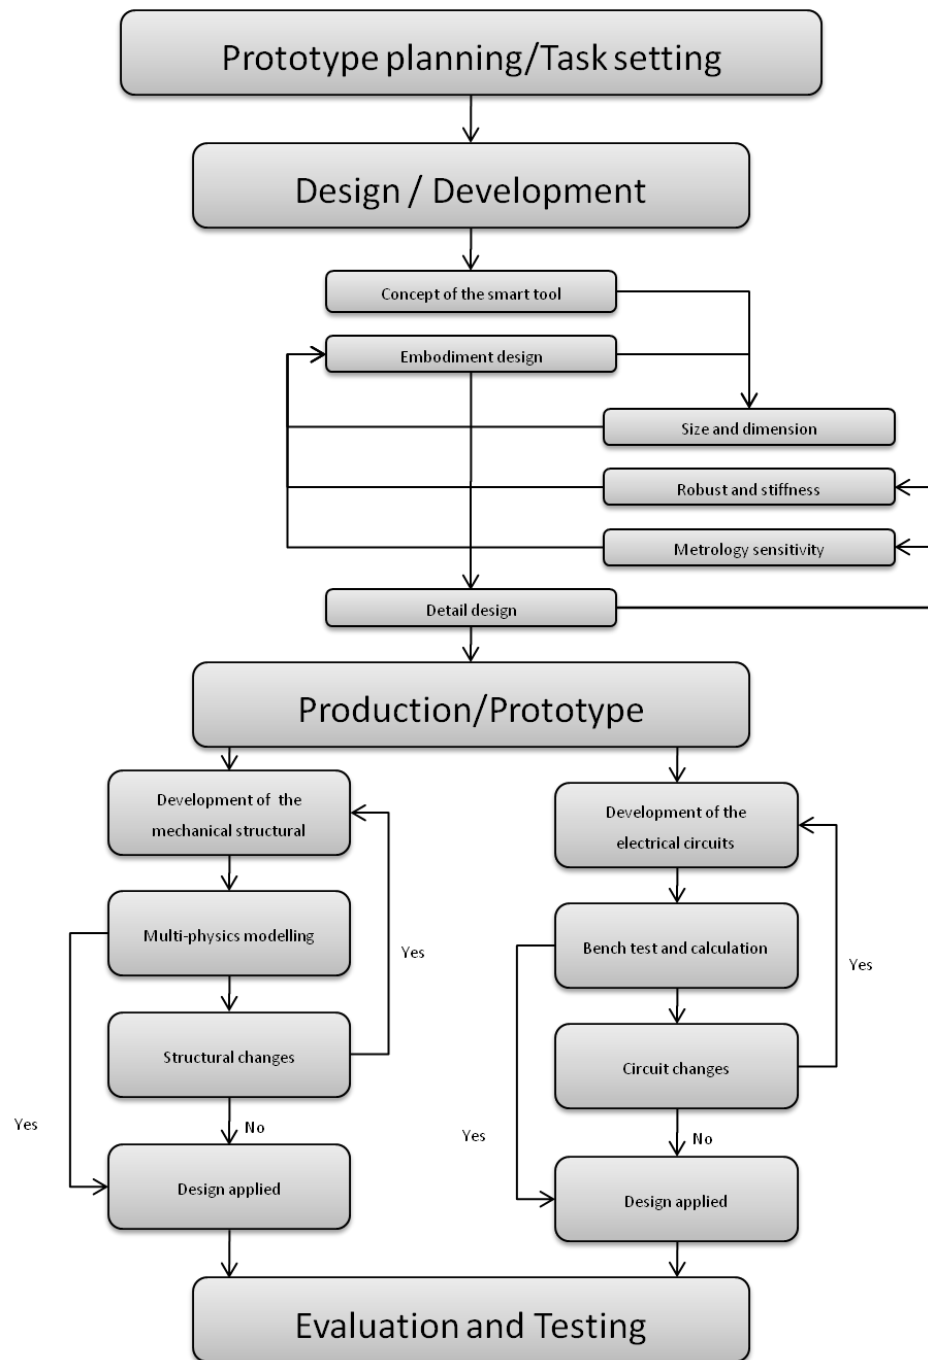 Prototype planning/Task setting
Design / Development
Concept of the smart tool
Embodiment design
Size and dimension
Robust and stiffness
Metrology sensitivity
Detail design
Production/Prototype
Development of the
mechanical structural
Development of the
electrical circuits
Multi-physics modelling
Bench test and calculation
Yes
Yes
Structural changes
Circuit changes
Yes
No
Yes
No
Design applied
Design applied
Evaluation and Testing